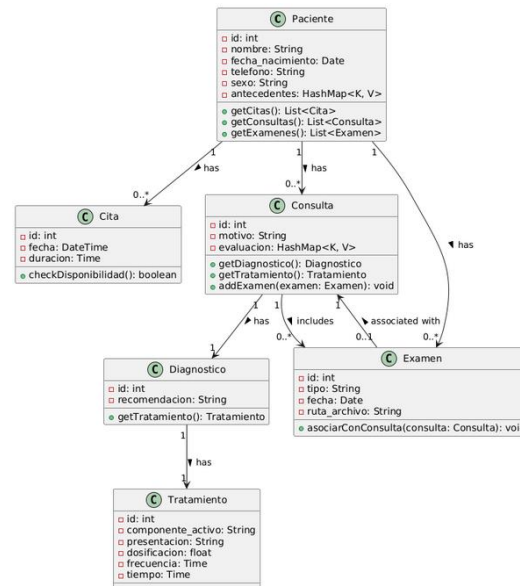 C Paciente
id: int
nombre: String
fecha_nacimiento: Date
telefono: String
sexo: String
antecedentes: HashMap<K, V>
getCitas(): List<Cita>
getConsultas(): List<Consulta>
getExamenes(): List<Examen>
1 1 1
has has
0..* 0..*
C Cita
id: int
fecha: DateTime
duracion: Time
checkDisponibilidad(): boolean
C Consulta
id: int
motivo: String
evaluacion: HashMap<K, V>
getDiagnostico(): Diagnostico
getTratamiento(): Tratamiento
addExamen(examen: Examen): void
has
1 1 1
has includes associated with
1 0..* 0..1 0..*
C Diagnostico
id: int
recomendacion: String
getTratamiento(): Tratamiento
C Examen
id: int
tipo: String
fecha: Date
ruta_archivo: String
asociarConConsulta(consulta: Consulta): voi
1
has
1
C Tratamiento
id: int
componente_activo: String
presentacion: String
dosificacion: float
frecuencia: Time
tiempo: Time